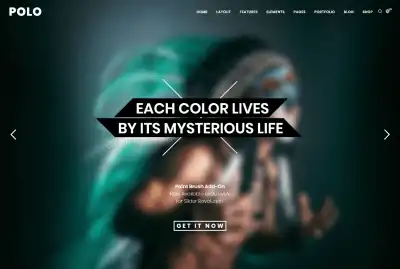 POLO
HOME LAYOUT FEATURES ELEMENTS PAGES PORTFOLIO BLOG SHOP
EACH COLOR LIVES
BY ITS MYSTERIOUS LIFE
Paint Brush Add-On
for Slider Revolution
GET IT NOW